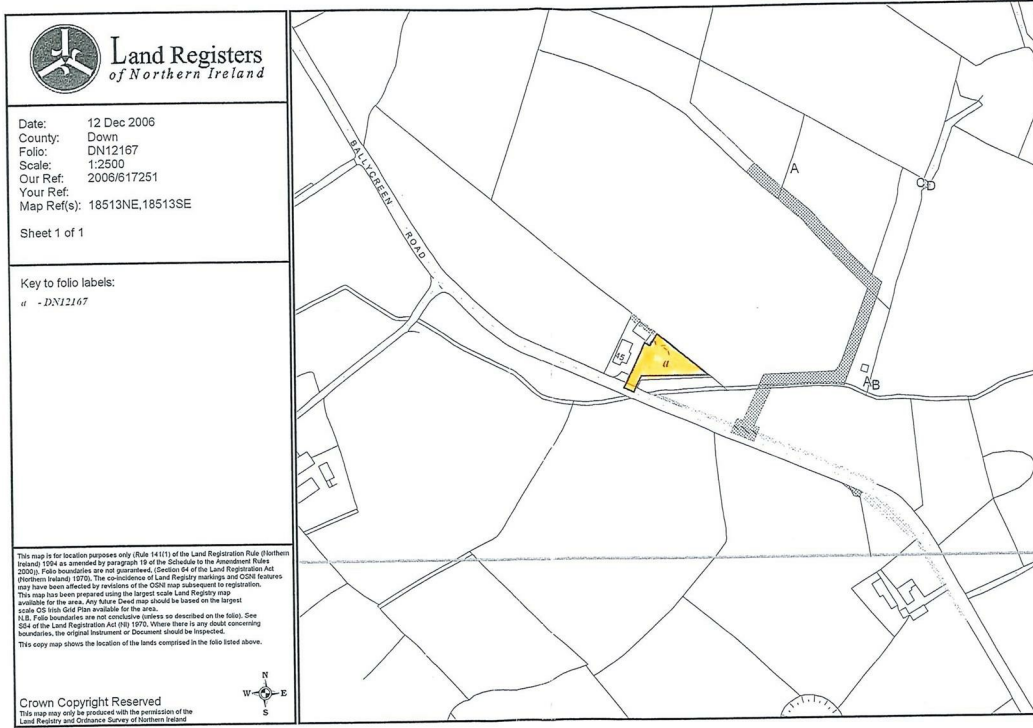 Land Registers
of Northern Ireland
Date: 12 Dec 2006
County: Down
Folio: DN12167
Scale: 1:2500
Our Ref: 2006/617251
Your Ref:
Map Ref(s): 18513NE,18513SE
Sheet 1 of 1
Key to folio labels:
a - DN12167
This map is for location purposes only (Rule 141(1) of the Land Registration Rule (Northern
Ireland) 1994 as amended by paragraph 19 of the Schedule to the Amendment Rules
2000)). Folio boundaries are not guaranteed, (Section 64 of the Land Registration Act
(Northern Ireland) 1970). The co-incidence of Land Registry markings and OSNI features
may have been affected by revisions of the OSNI map subsequent to registration.
This map has been prepared using the largest scale Land Registry map
available for the area. Any future Deed map should be based on the largest
scale OS Irish Grid Plan available for the area.
N.B. Folio boundaries are not conclusive (unless so described on the folio). See
S64 of the Land Registration Act (NI) 1970. Where there is any doubt concerning
boundaries, the original Instrument or Document should be inspected.
This copy map shows the location of the lands comprised in the folio listed above.
N
W E
S
Crown Copyright Reserved
This map may only be produced with the permission of the
Land Registry and Ordnance Survey of Northern Ireland
BALLYGREEN ROAD
A
CD
45
a
AB